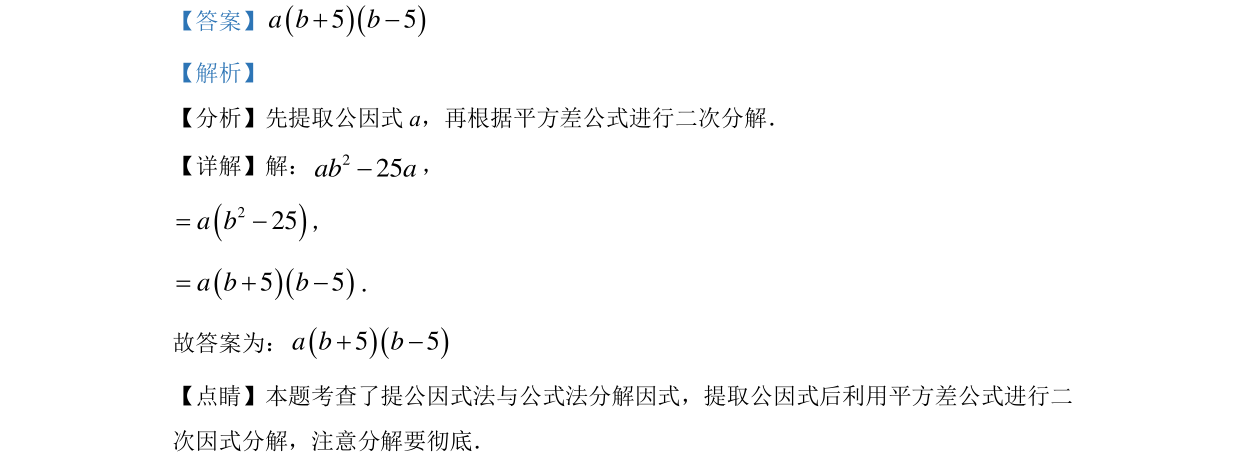 【答案】a(b+5)(b−5)
【解析】
【分析】先提取公因式 a，再根据平方差公式进行二次分解．
【详解】解：ab²−25a，
=a(b²−25)，
=a(b+5)(b−5)．
故答案为：a(b+5)(b−5)
【点睛】本题考查了提公因式法与公式法分解因式，提取公因式后利用平方差公式进行二
次因式分解，注意分解要彻底．